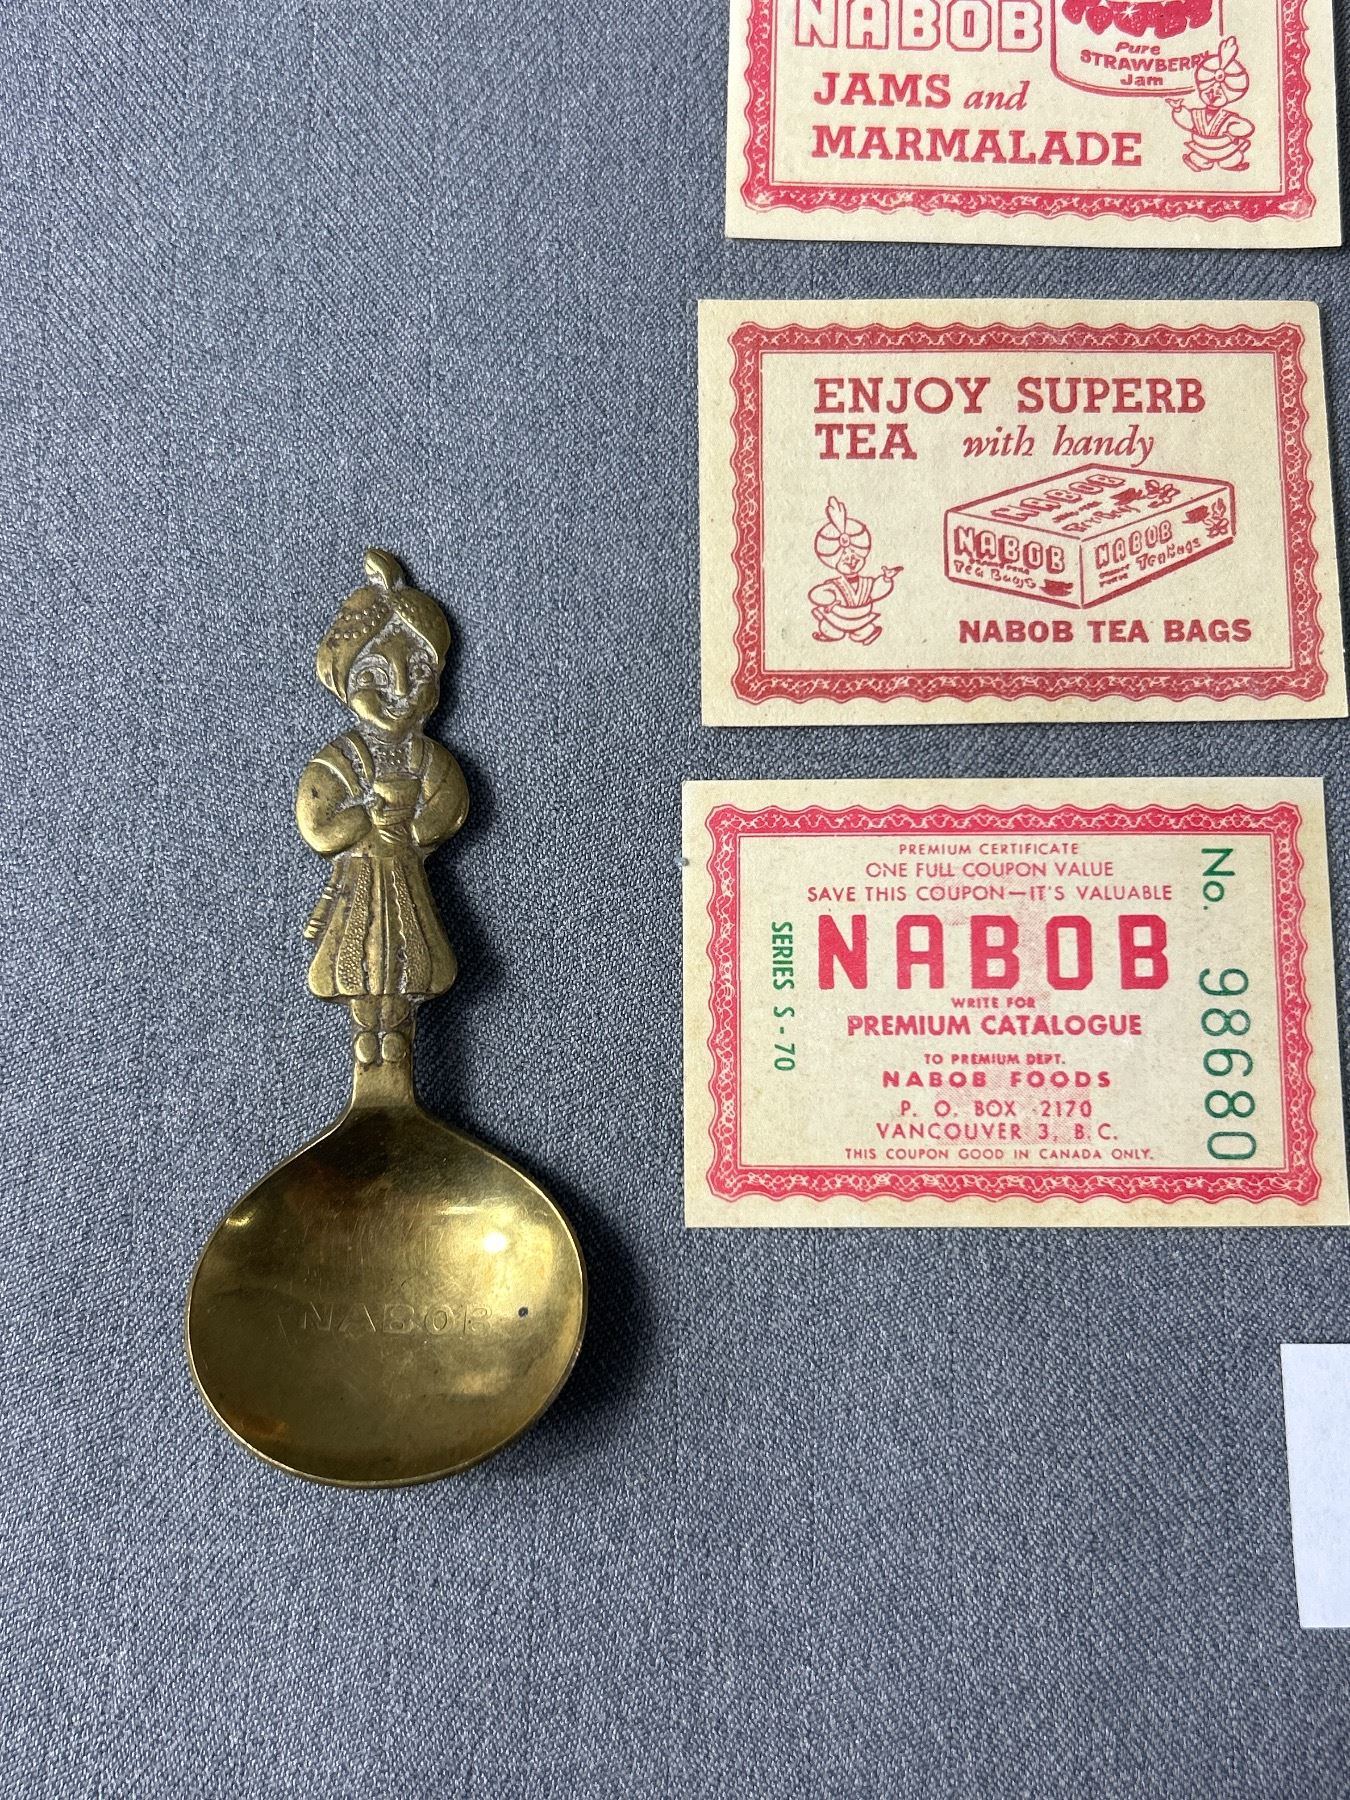 NABOB
Pure
STRAWBERRY
Jam
JAMS and
MARMALADE
ENJOY SUPERB
TEA with handy
NABOB
NABOB
Tea Bags
NABOB
Teabags
NABOB TEA BAGS
PREMIUM CERTIFICATE
ONE FULL COUPON VALUE
SAVE THIS COUPON—IT'S VALUABLE
NABOB
WRITE FOR
PREMIUM CATALOGUE
TO PREMIUM DEPT.
NABOB FOODS
P. O. BOX 2170
VANCOUVER 3, B. C.
THIS COUPON GOOD IN CANADA ONLY.
SERIES S - 70
No. 98680
NABOB